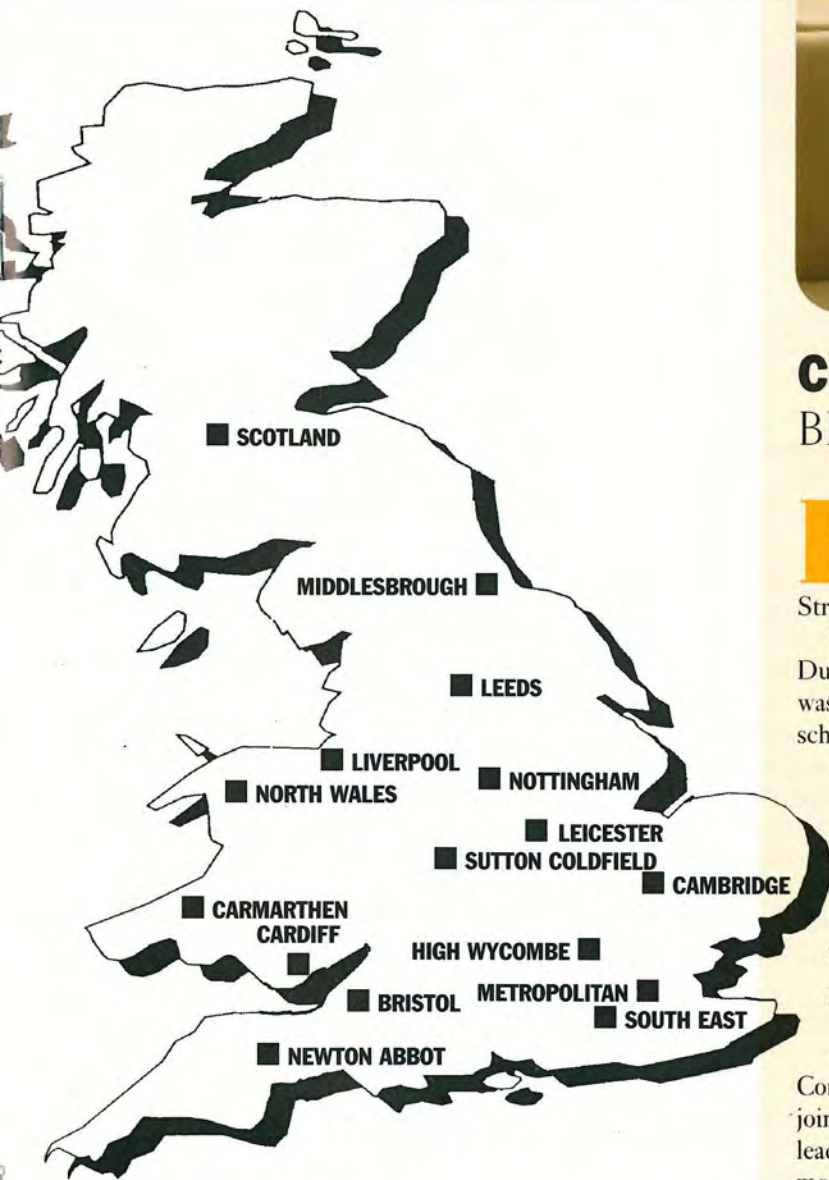 SCOTLAND
MIDDLESBROUGH
LEEDS
LIVERPOOL
NORTH WALES
NOTTINGHAM
LEICESTER
SUTTON COLDFIELD
CAMBRIDGE
CARMARTHEN
CARDIFF
HIGH WYCOMBE
METROPOLITAN
BRISTOL
SOUTH EAST
NEWTON ABBOT
C
Str
Du
was
sch
Cor
join
lead